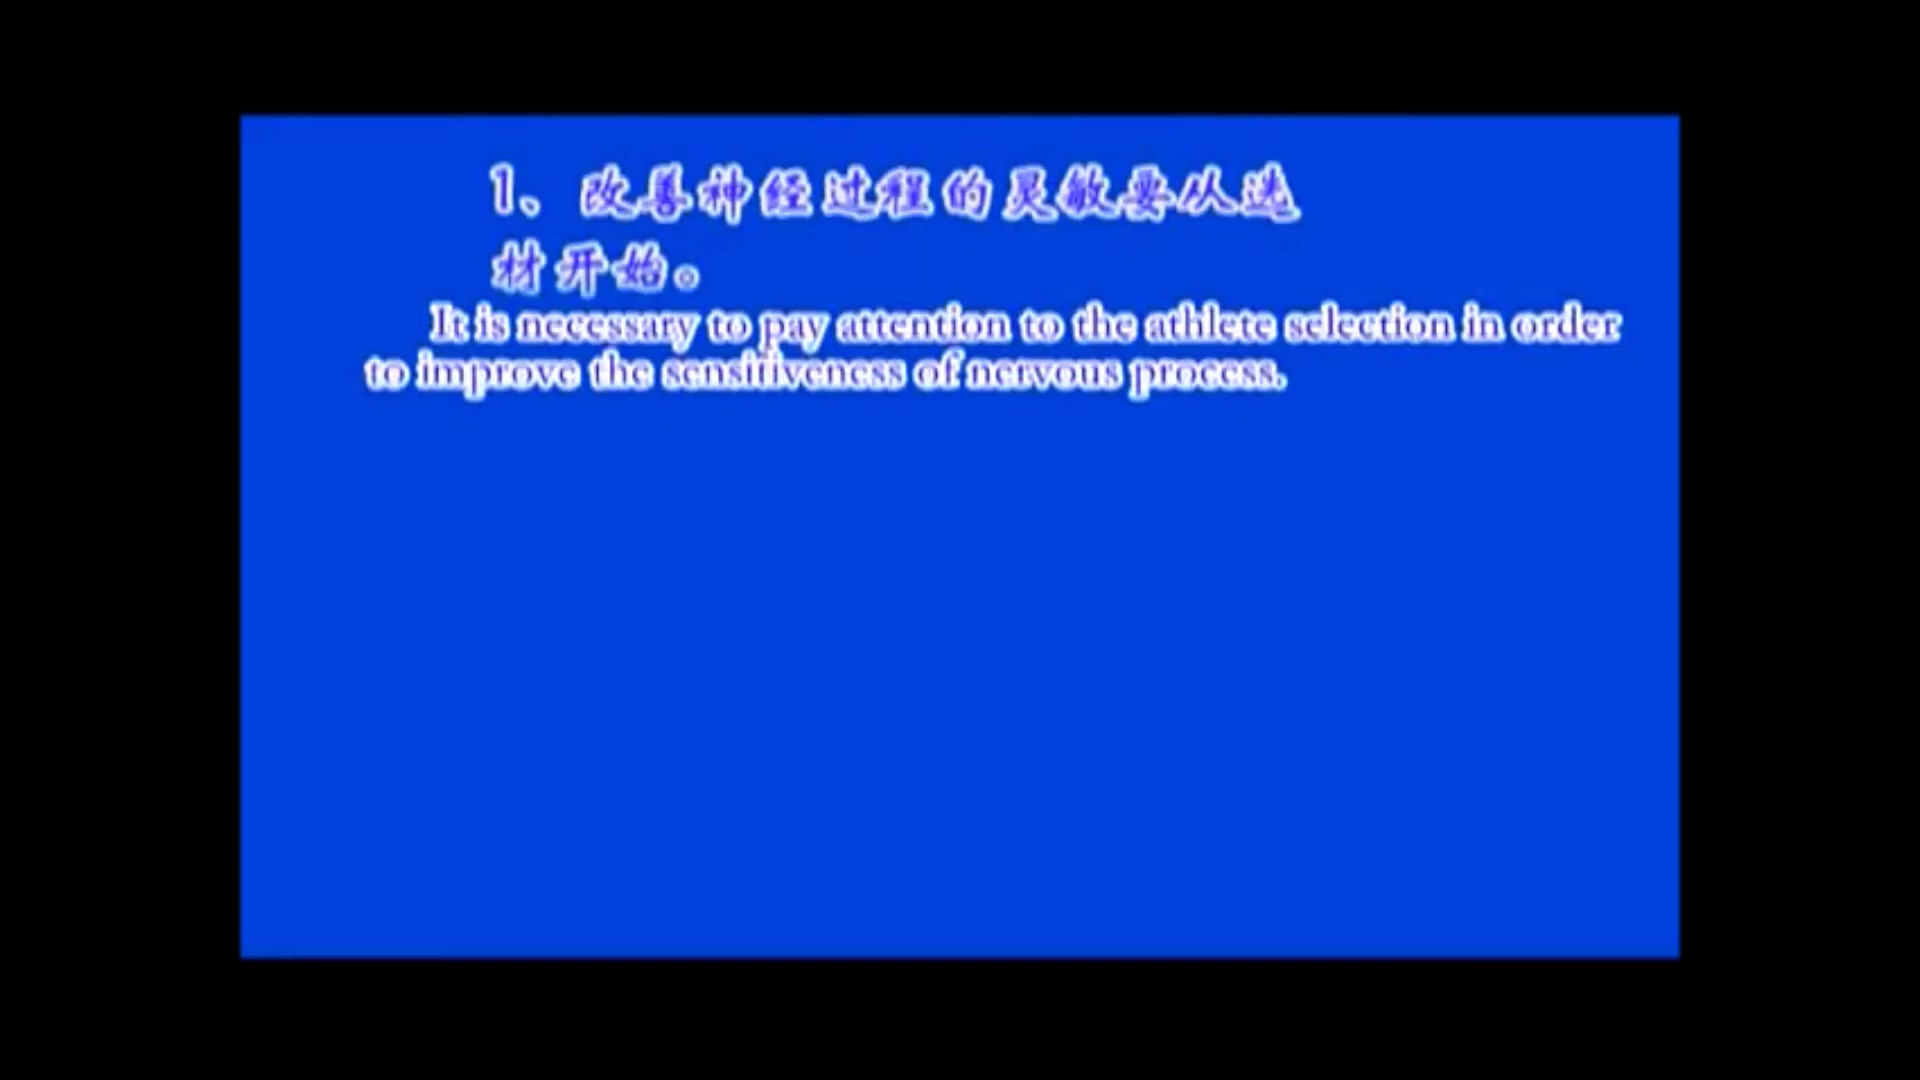 1、改善神经过程的灵敏要从选
材开始。
It is necessary to pay attention to the athlete selection in order
to improve the sensitiveness of nervous process.